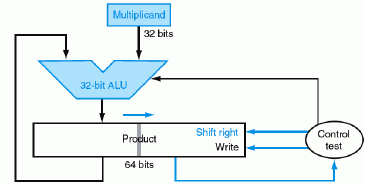 Multiplicand
32 bits
32-bit ALU
Product
Shift right
Write
Control
test
64 bits